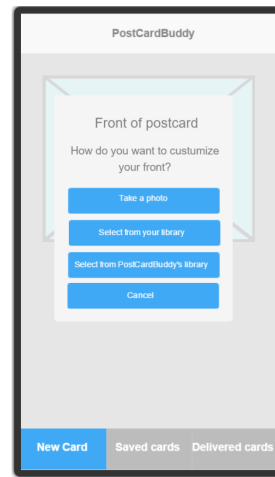 PostCardBuddy
Front of postcard
How do you want to custumize
your front?
Take a photo
Select from your library
Select from PostCardBuddy's library
Cancel
New Card Saved cards Delivered cards